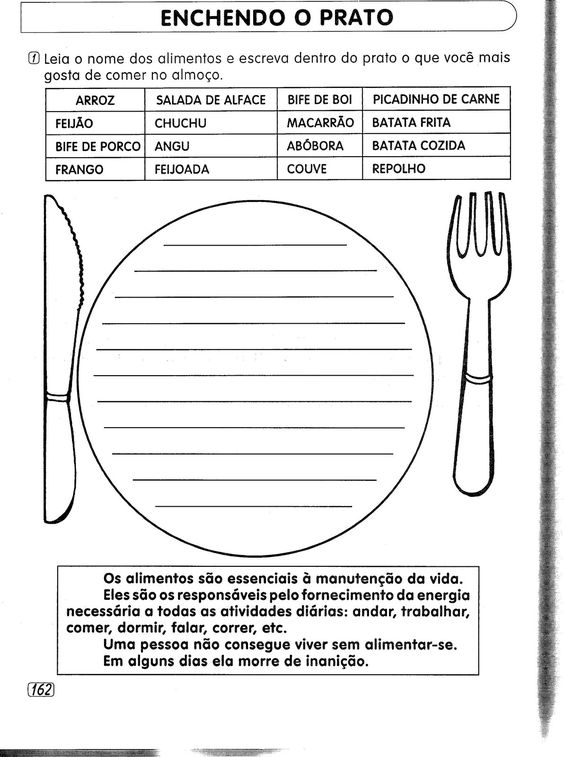 ENCHENDO O PRATO
1 Leia o nome dos alimentos e escreva dentro do prato o que você mais
gosta de comer no almoço.
ARROZ SALADA DE ALFACE BIFE DE BOI PICADINHO DE CARNE
FEIJÃO CHUCHU MACARRÃO BATATA FRITA
BIFE DE PORCO ANGU ABÓBORA BATATA COZIDA
FRANGO FEIJOADA COUVE REPOLHO
Os alimentos são essenciais à manutenção da vida.
Eles são os responsáveis pelo fornecimento da energia
necessária a todas as atividades diárias: andar, trabalhar,
comer, dormir, falar, correr, etc.
Uma pessoa não consegue viver sem alimentar-se.
Em alguns dias ela morre de inanição.
162